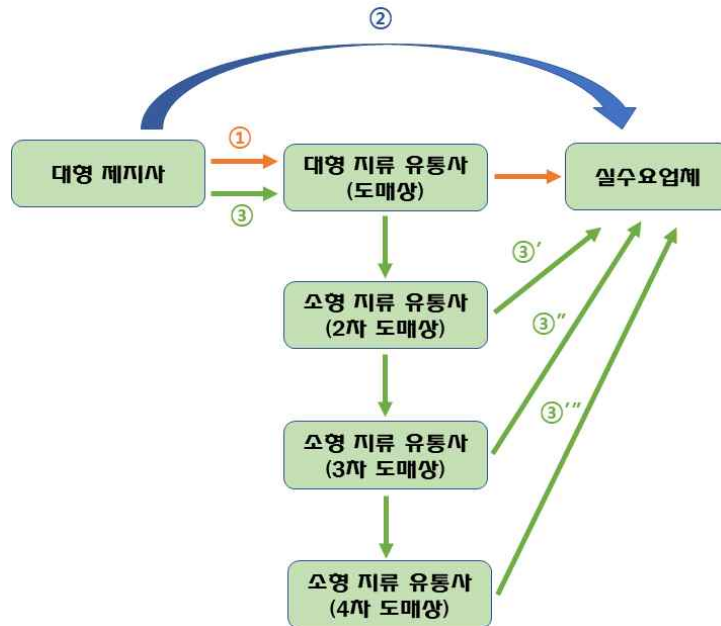 ②
①
대형 제지사
대형 지류 유통사
(도매상)
실수요업체
③
③′
소형 지류 유통사
(2차 도매상)
③″
③′″
소형 지류 유통사
(3차 도매상)
소형 지류 유통사
(4차 도매상)